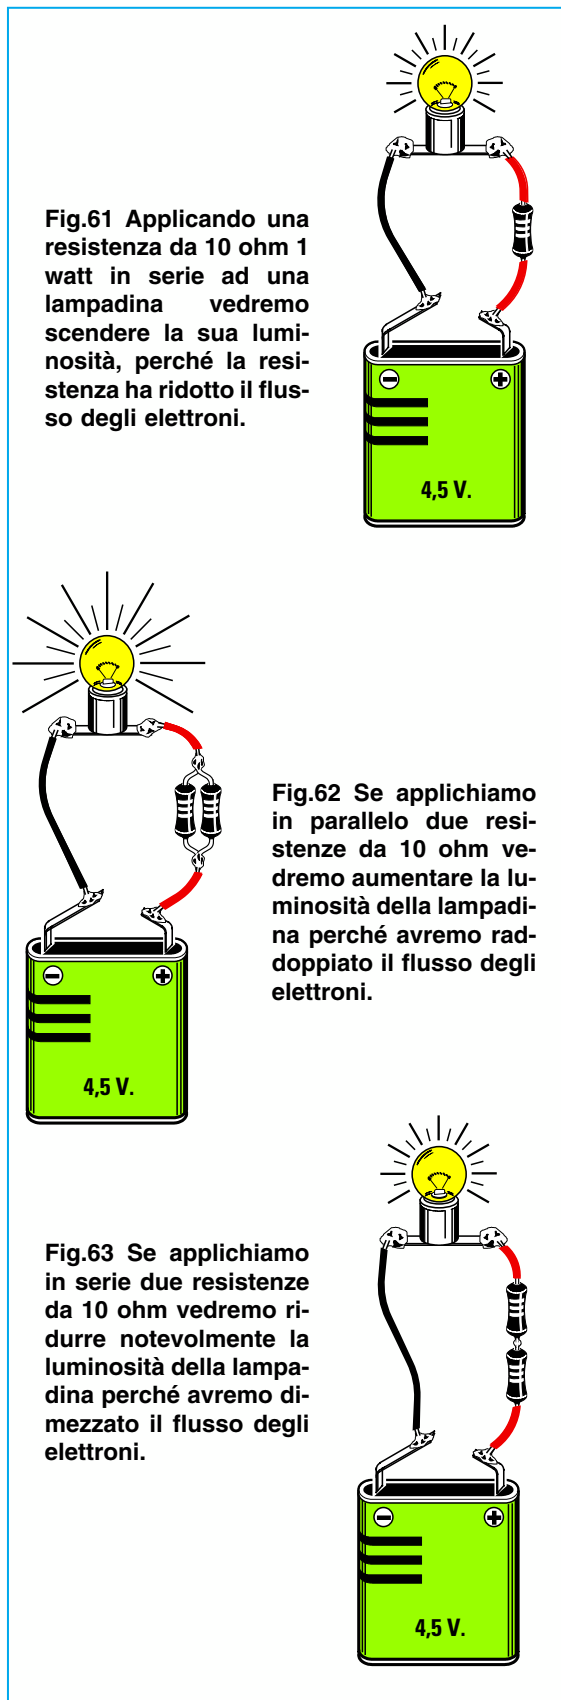 Fig.61 Applicando una
resistenza da 10 ohm 1
watt in serie ad una
lampadina vedremo
scendere la sua lumi-
nosità, perché la resi-
stenza ha ridotto il flus-
so degli elettroni.
4,5 V.
Fig.62 Se applichiamo
in parallelo due resi-
stenze da 10 ohm ve-
dremo aumentare la lu-
minosità della lampadi-
na perché avremo rad-
doppiato il flusso degli
elettroni.
4,5 V.
Fig.63 Se applichiamo
in serie due resistenze
da 10 ohm vedremo ri-
durre notevolmente la
luminosità della lampa-
dina perché avremo di-
mezzato il flusso degli
elettroni.
4,5 V.